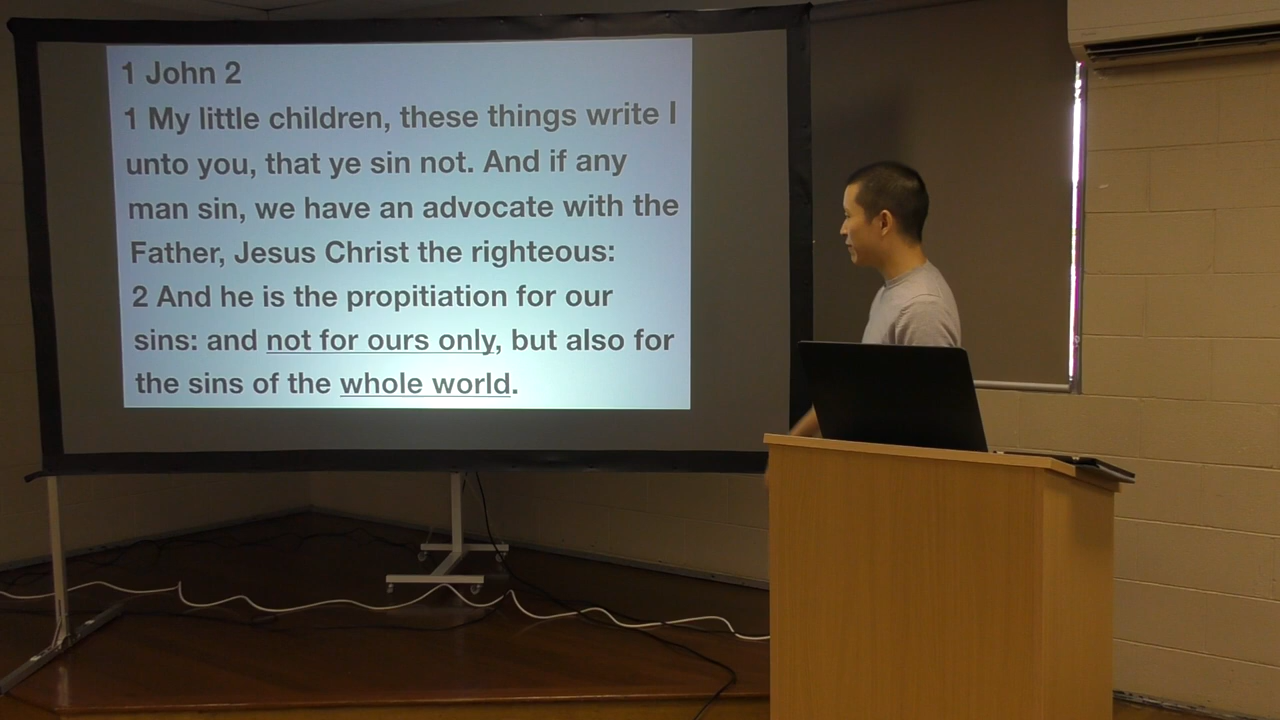 1 John 2
1 My little children, these things write I
unto you, that ye sin not. And if any
man sin, we have an advocate with the
Father, Jesus Christ the righteous:
2 And he is the propitiation for our
sins: and not for ours only, but also for
the sins of the whole world.